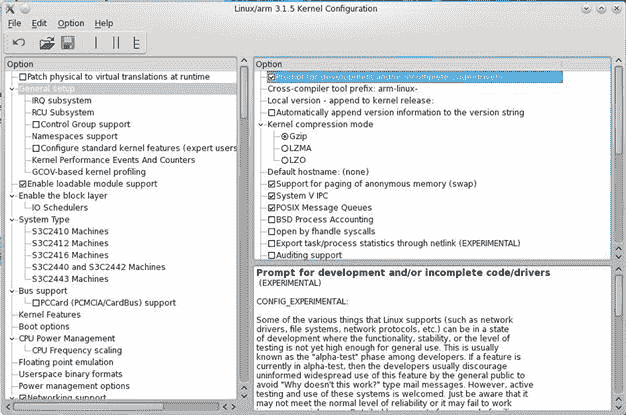 Linux/arm 3.1.5 Kernel Configuration
File Edit Option Help
Option
Patch physical to virtual translations at runtime
General setup
IRQ subsystem
RCU Subsystem
Control Group support
Namespaces support
Configure standard kernel features (expert users
Kernel Performance Events And Counters
GCOV-based kernel profiling
Enable loadable module support
Enable the block layer
IO Schedulers
System Type
S3C2410 Machines
S3C2412 Machines
S3C2416 Machines
S3C2440 and S3C2442 Machines
S3C2443 Machines
Bus support
PCCard (PCMCIA/CardBus) support
Kernel Features
Boot options
CPU Power Management
CPU Frequency scaling
Floating point emulation
Userspace binary formats
Power management options
Networking support
Option
Prompt for development and/or incomplete code/drivers
Cross-compiler tool prefix: arm-linux-
Local version - append to kernel release:
Automatically append version information to the version string
Kernel compression mode
Gzip
LZMA
LZO
Default hostname: (none)
Support for paging of anonymous memory (swap)
System V IPC
POSIX Message Queues
BSD Process Accounting
open by fhandle syscalls
Export task/process statistics through netlink (EXPERIMENTAL)
Auditing support
Prompt for development and/or incomplete code/drivers
(EXPERIMENTAL)
CONFIG_EXPERIMENTAL:
Some of the various things that Linux supports (such as network
drivers, file systems, network protocols, etc.) can be in a state
of development where the functionality, stability, or the level of
testing is not yet high enough for general use. This is usually
known as the "alpha-test" phase among developers. If a feature is
currently in alpha-test, then the developers usually discourage
uninformed widespread use of this feature by the general public to
avoid "Why doesn't this work?" type mail messages. However, active
testing and use of these systems is welcomed. Just be aware that it
may not meet the normal level of reliability or it may fail to work